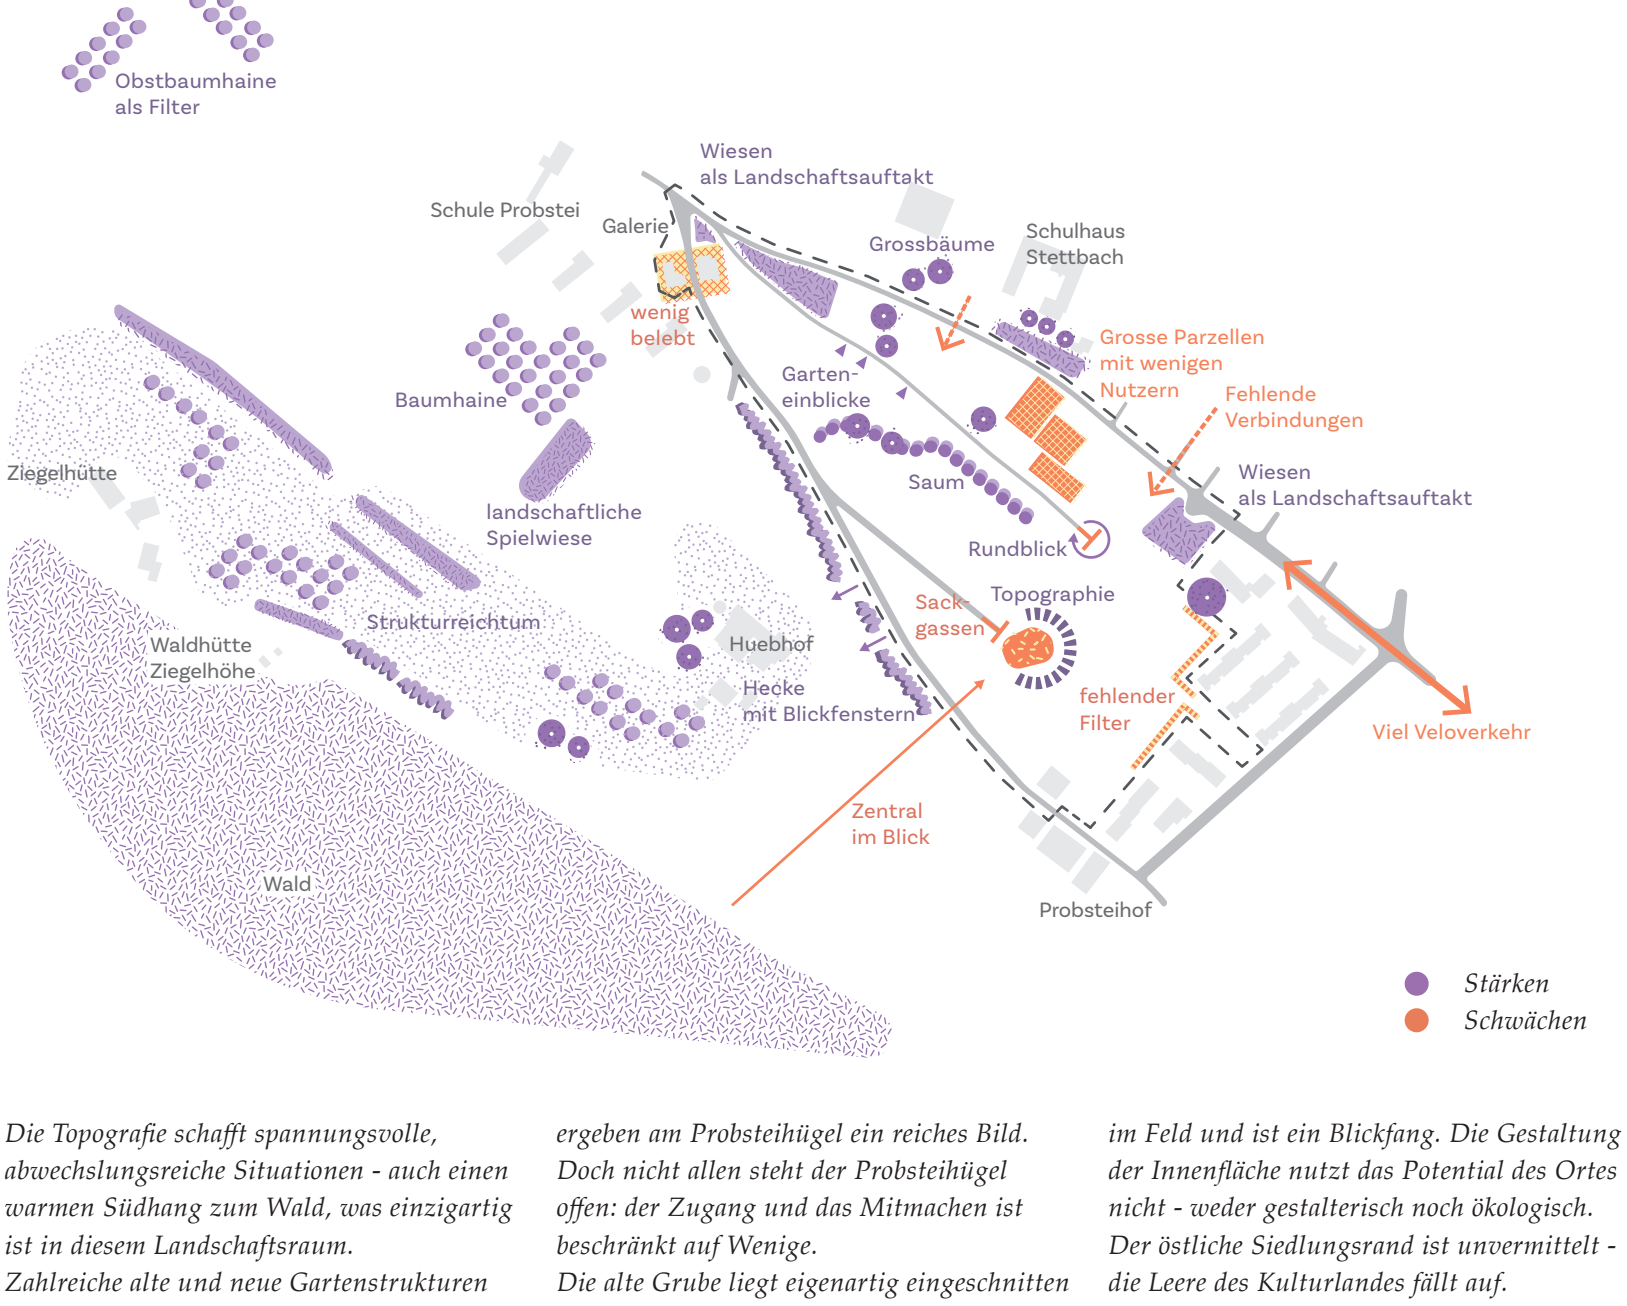 Obstbaumhaine
als Filter
Wiesen
als Landschaftsauftakt
Schule Probstei
Galerie
Grossbäume
Schulhaus
Stettbach
wenig
belebt
Grosse Parzellen
mit wenigen
Nutzern
Garten-
einblicke
Fehlende
Verbindungen
Baumhaine
Ziegelhütte
Saum
Wiesen
als Landschaftsauftakt
landschaftliche
Spielwiese
Rundblick
Sack-
gassen
Topographie
Strukturreichtum
Waldhütte
Ziegelhöhe
Huebhof
Hecke
mit Blickfenstern
fehlender
Filter
Viel Veloverkehr
Zentral
im Blick
Wald
Probsteihof
Stärken
Schwächen
Die Topografie schafft spannungsvolle,
abwechslungsreiche Situationen - auch einen
warmen Südhang zum Wald, was einzigartig
ist in diesem Landschaftsraum.
Zahlreiche alte und neue Gartenstrukturen
ergeben am Probsteihügel ein reiches Bild.
Doch nicht allen steht der Probsteihügel
offen: der Zugang und das Mitmachen ist
beschränkt auf Wenige.
Die alte Grube liegt eigenartig eingeschnitten
im Feld und ist ein Blickfang. Die Gestaltung
der Innenfläche nutzt das Potential des Ortes
nicht - weder gestalterisch noch ökologisch.
Der östliche Siedlungsrand ist unvermittelt -
die Leere des Kulturlandes fällt auf.